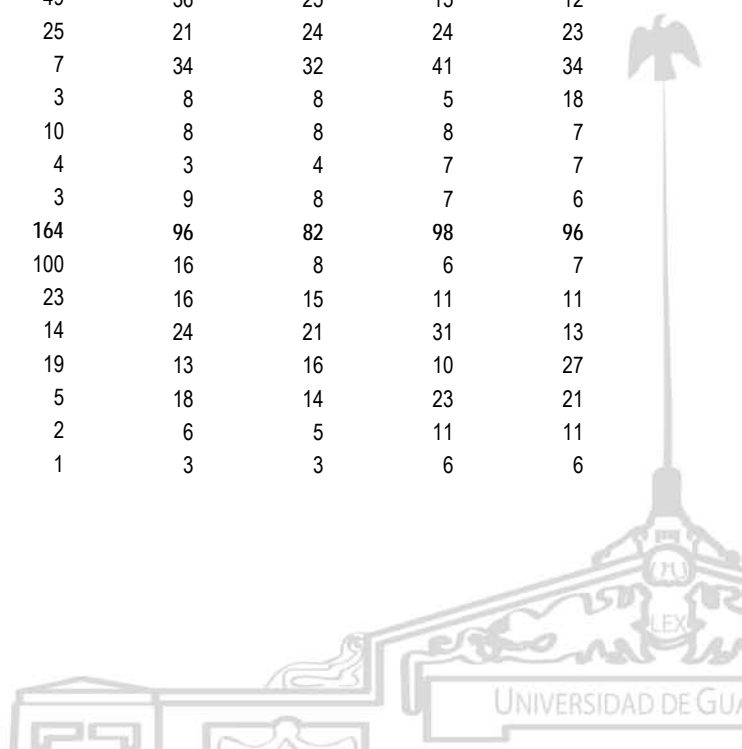 25 21 24 24 23
7 34 32 41 34
3 8 8 5 18
10 8 8 8 7
4 3 4 7 7
3 9 8 7 6
164 96 82 98 96
100 16 8 6 7
23 16 15 11 11
14 24 21 31 13
19 13 16 10 27
5 18 14 23 21
2 6 5 11 11
1 3 3 6 6
LEX
UNIVERSIDAD DE